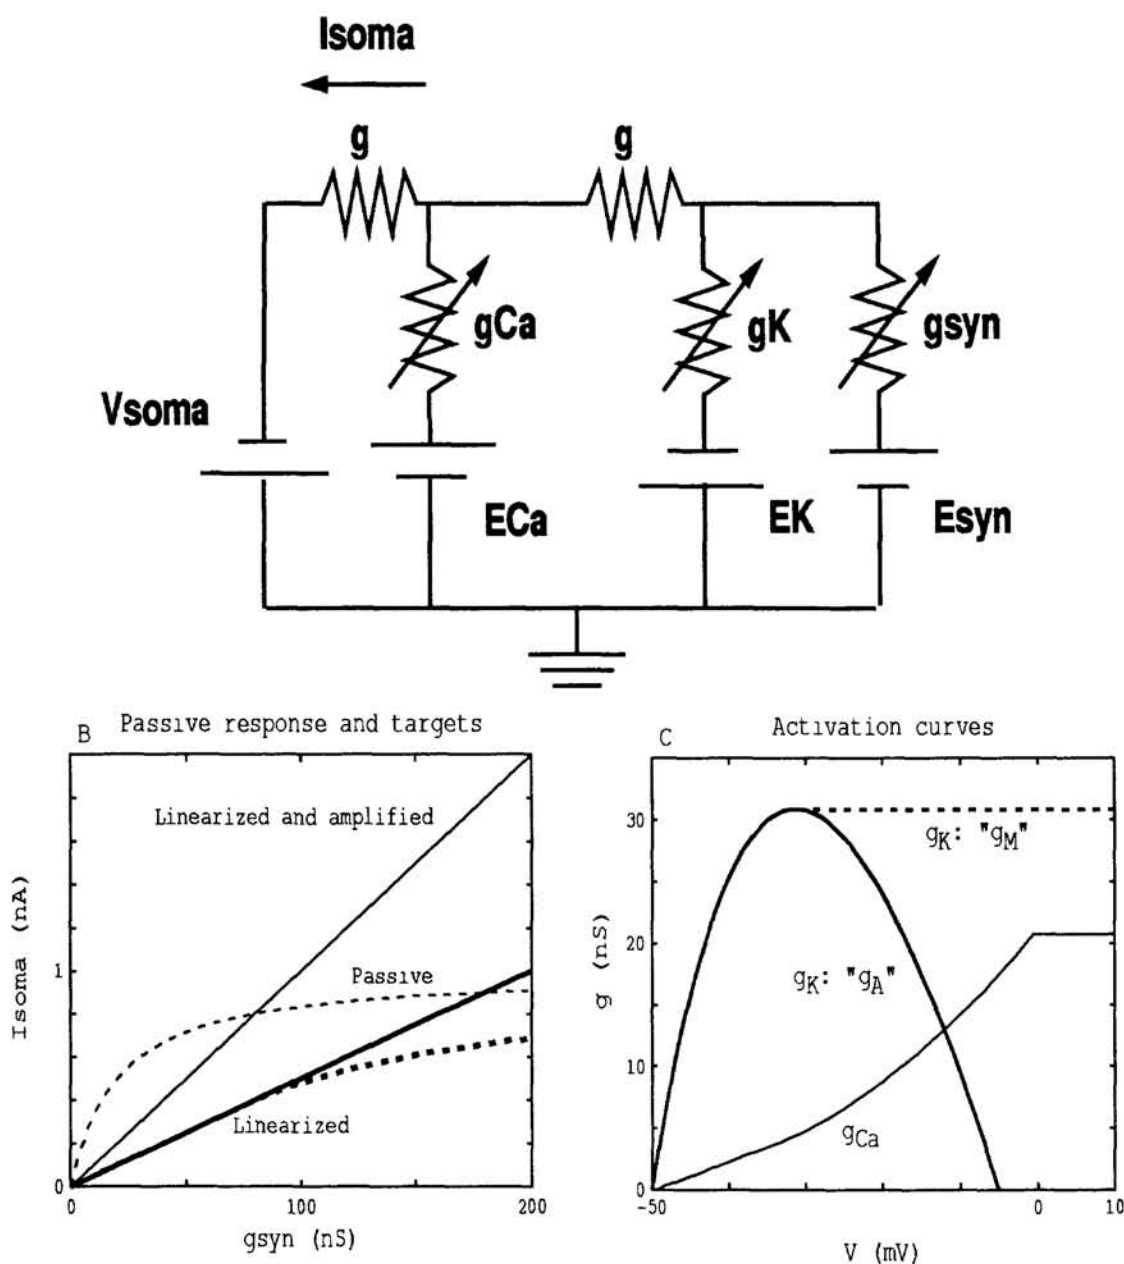 Isoma
g g
gCa gK gsyn
Vsoma
ECa EK Esyn
B Passive response and targets
Linearized and amplified
Passive
Linearized
Isoma (nA)
1
0
0 100 200
gsyn (nS)
C Activation curves
gK: "gM"
gK: "gA"
gCa
g (nS)
30
20
10
0
-50 0 10
V (mV)